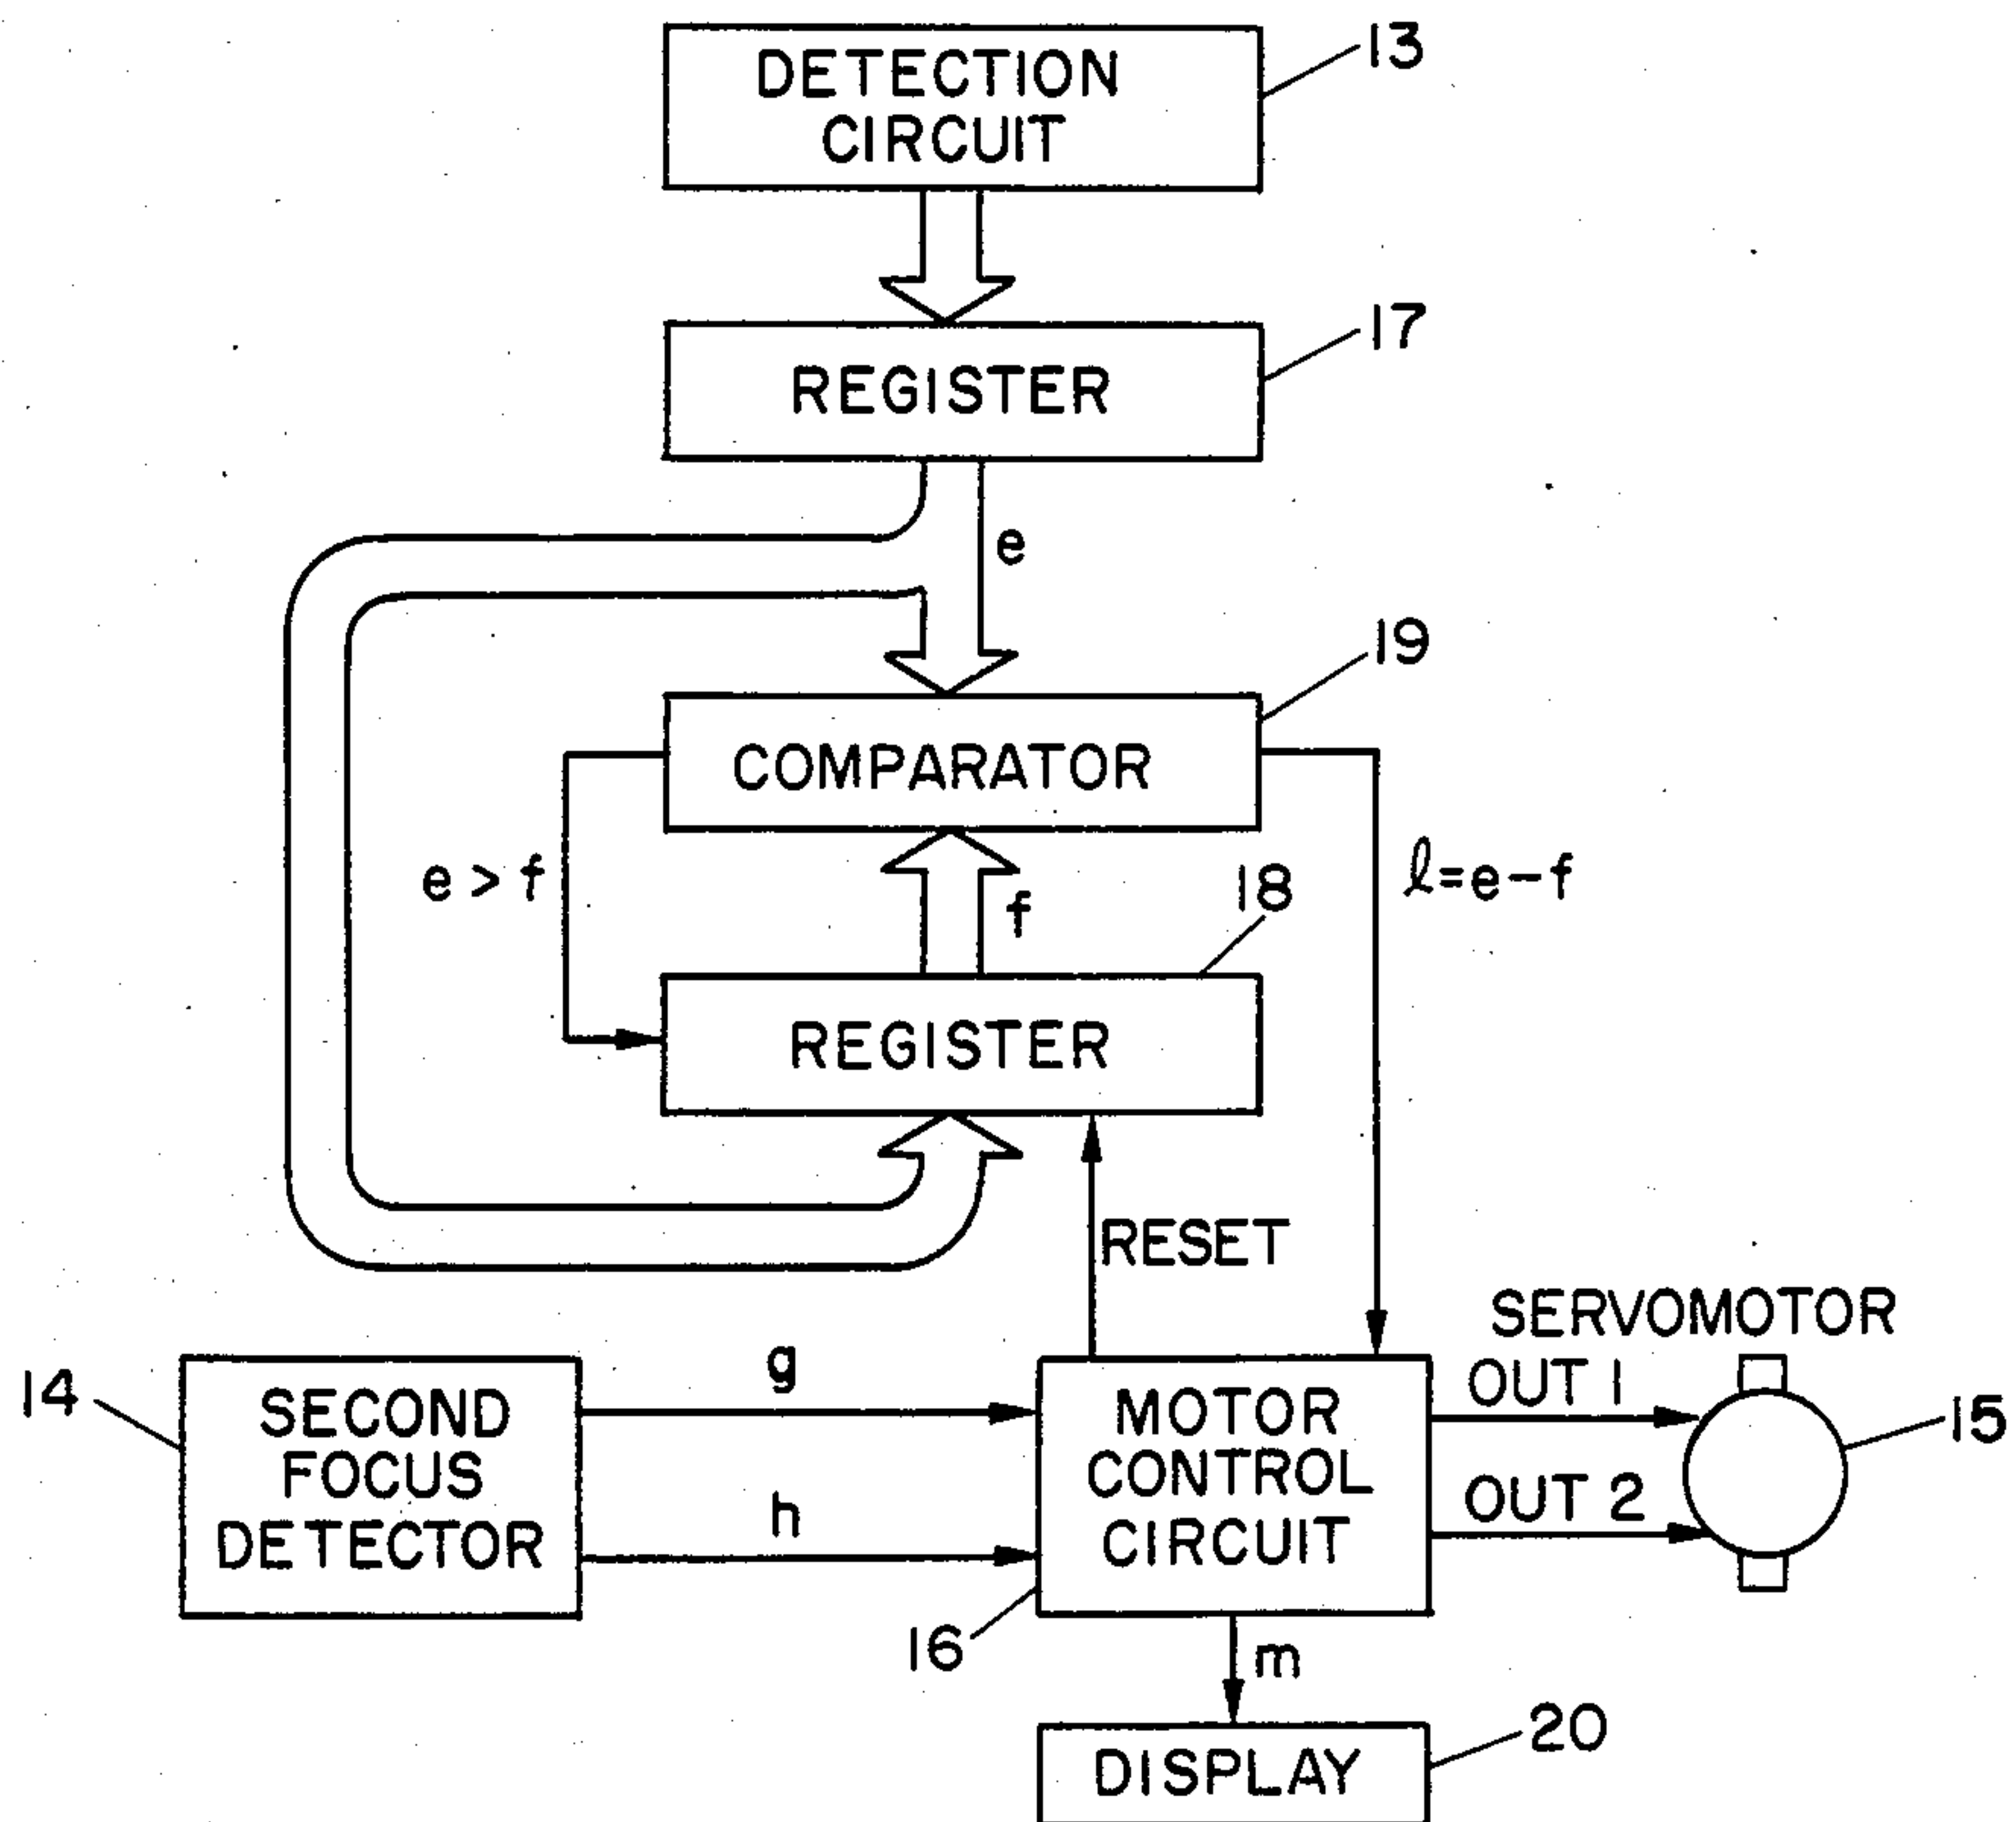 DETECTION
CIRCUIT
13
REGISTER
17
e
COMPARATOR
19
e > f
f
18
ℓ=e−f
REGISTER
RESET
SERVOMOTOR
14
SECOND
FOCUS
DETECTOR
g
h
MOTOR
CONTROL
CIRCUIT
16
OUT 1
OUT 2
15
m
DISPLAY
20